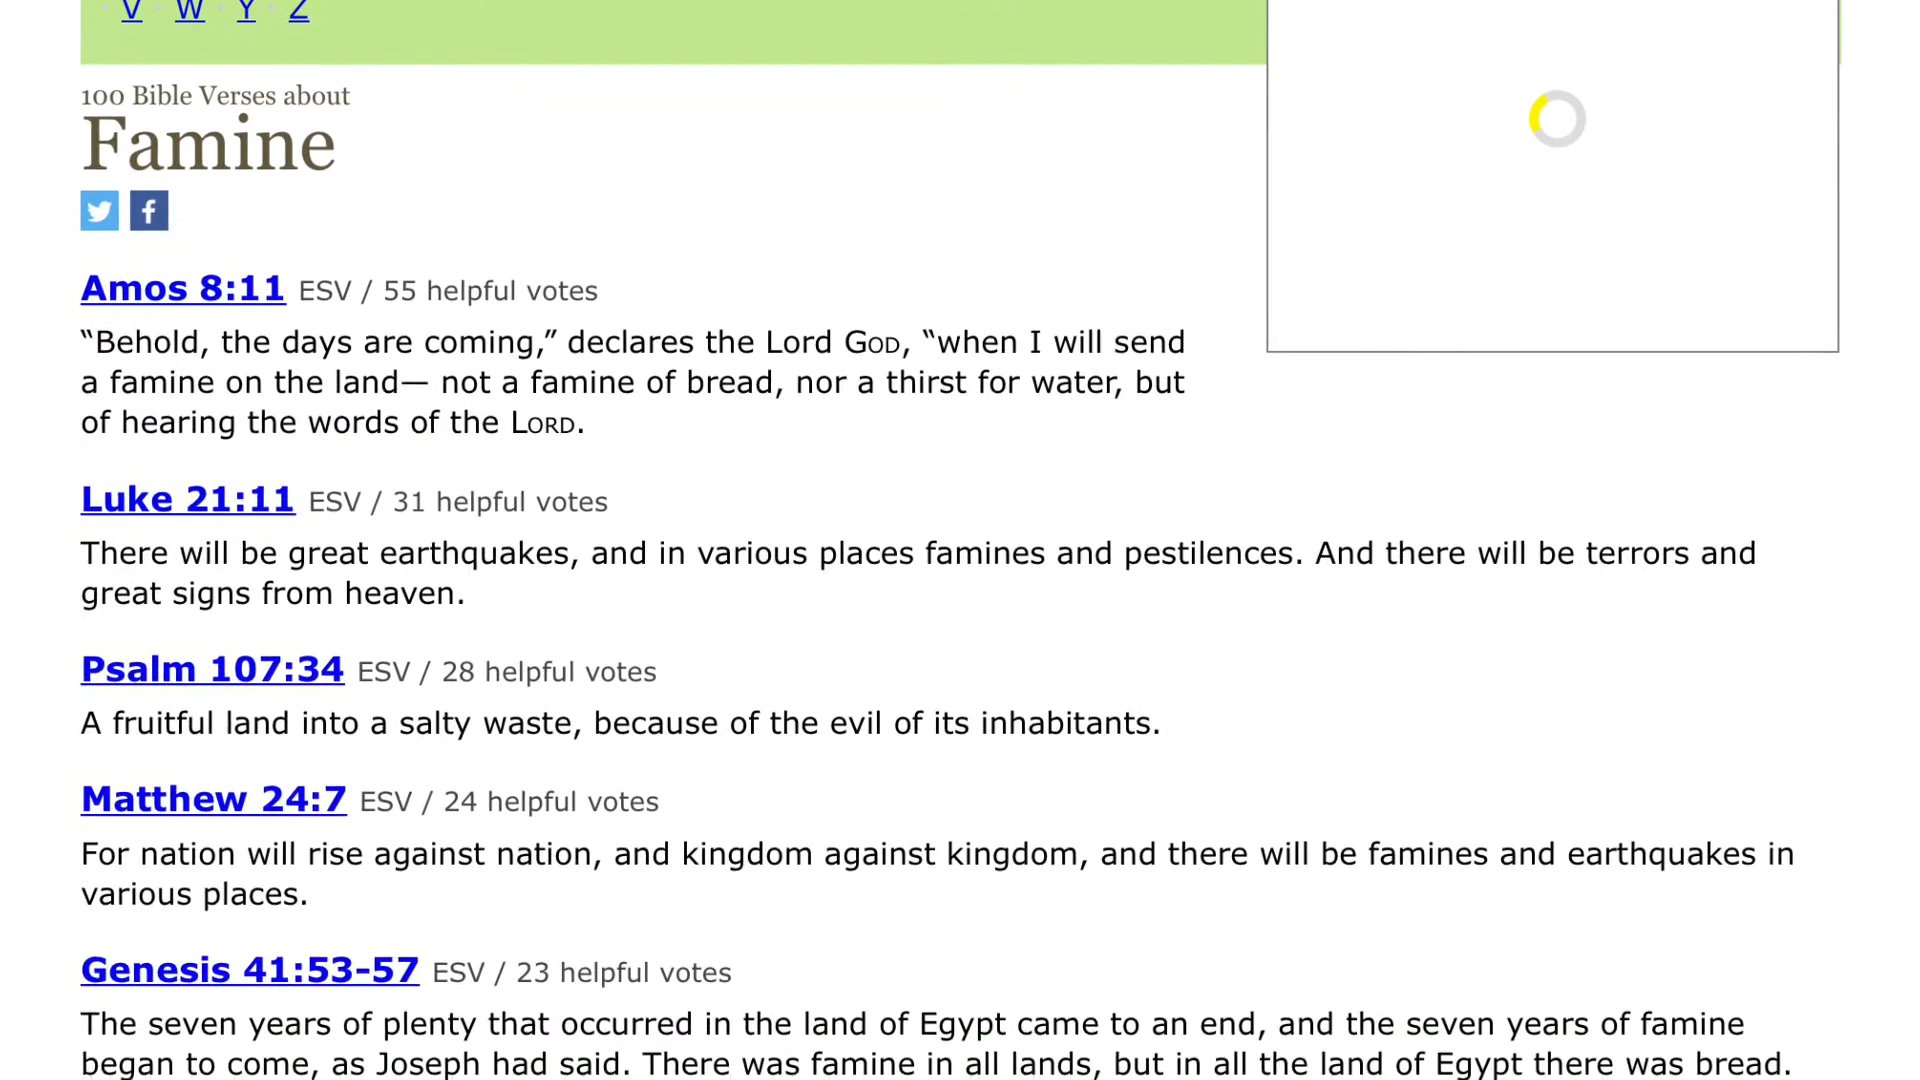 V · W · Y · Z
100 Bible Verses about
Famine
Amos 8:11 ESV / 55 helpful votes
“Behold, the days are coming,” declares the Lord GOD, “when I will send
a famine on the land— not a famine of bread, nor a thirst for water, but
of hearing the words of the LORD.
Luke 21:11 ESV / 31 helpful votes
There will be great earthquakes, and in various places famines and pestilences. And there will be terrors and
great signs from heaven.
Psalm 107:34 ESV / 28 helpful votes
A fruitful land into a salty waste, because of the evil of its inhabitants.
Matthew 24:7 ESV / 24 helpful votes
For nation will rise against nation, and kingdom against kingdom, and there will be famines and earthquakes in
various places.
Genesis 41:53-57 ESV / 23 helpful votes
The seven years of plenty that occurred in the land of Egypt came to an end, and the seven years of famine
began to come, as Joseph had said. There was famine in all lands, but in all the land of Egypt there was bread.